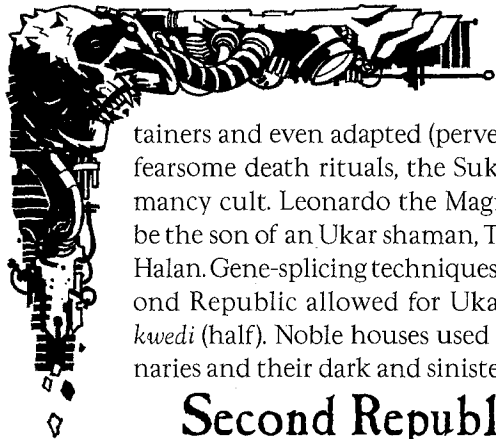 tainers and even adapted (perve
fearsome death rituals, the Suk
mancy cult. Leonardo the Magi
be the son of an Ukar shaman, T
Halan. Gene-splicing techniques
ond Republic allowed for Uka
kwedi (half). Noble houses used
naries and their dark and siniste
Second Republ